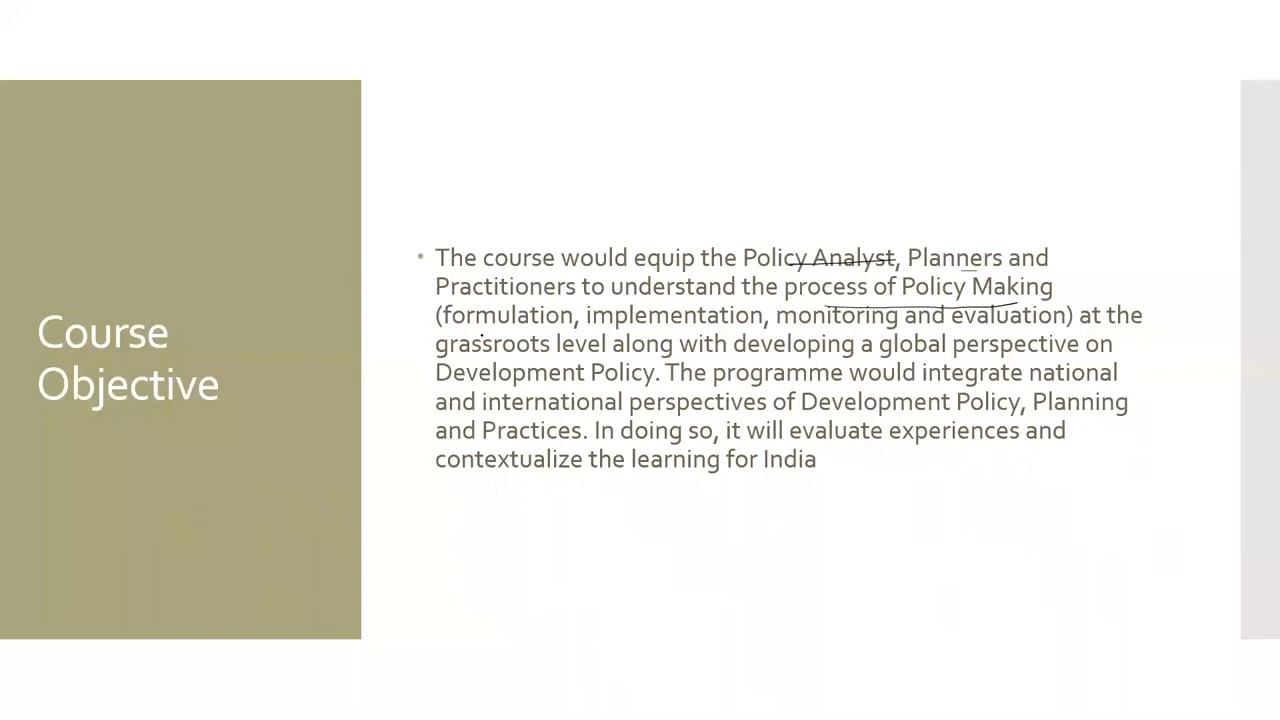 Course
Objective
• The course would equip the Policy Analyst, Planners and
Practitioners to understand the process of Policy Making
(formulation, implementation, monitoring and evaluation) at the
grassroots level along with developing a global perspective on
Development Policy. The programme would integrate national
and international perspectives of Development Policy, Planning
and Practices. In doing so, it will evaluate experiences and
contextualize the learning for India